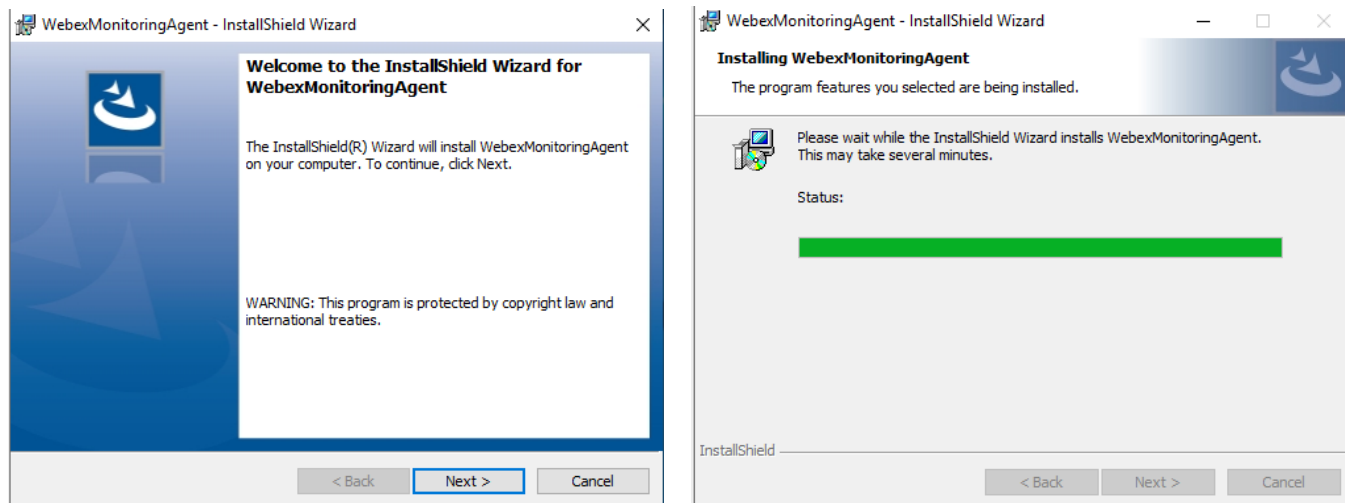 WebexMonitoringAgent - InstallShield Wizard
Welcome to the InstallShield Wizard for
WebexMonitoringAgent
The InstallShield(R) Wizard will install WebexMonitoringAgent
on your computer. To continue, click Next.
WARNING: This program is protected by copyright law and
international treaties.
< Back
Next >
Cancel
WebexMonitoringAgent - InstallShield Wizard
Installing WebexMonitoringAgent
The program features you selected are being installed.
Please wait while the InstallShield Wizard installs WebexMonitoringAgent.
This may take several minutes.
Status:
InstallShield
< Back
Next >
Cancel